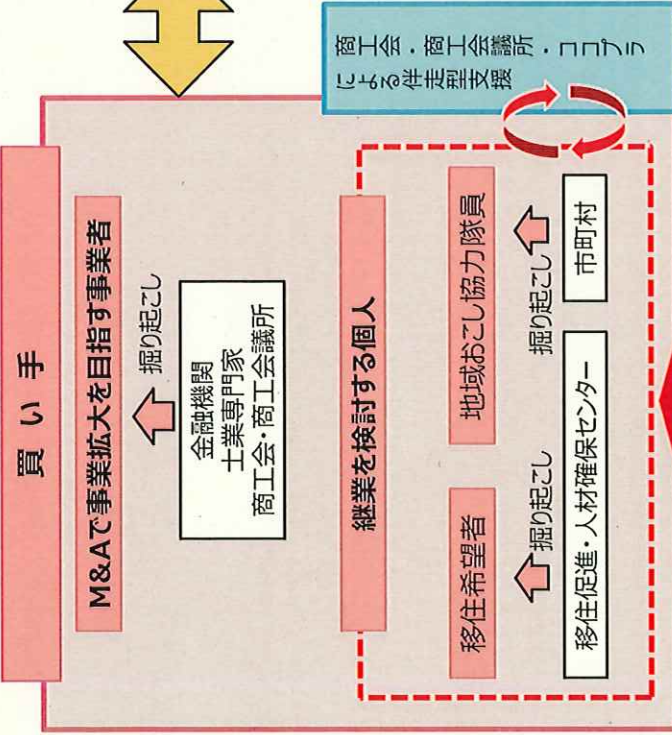 買い手
M&Aで事業拡大を目指す事業者
掘り起こし
金融機関
士業専門家
商工会・商工会議所
継業を検討する個人
移住希望者
地域おこし協力隊員
掘り起こし
掘り起こし
移住促進・人材確保センター
市町村
商工会・商工会議所・ココプラ
による伴走型支援